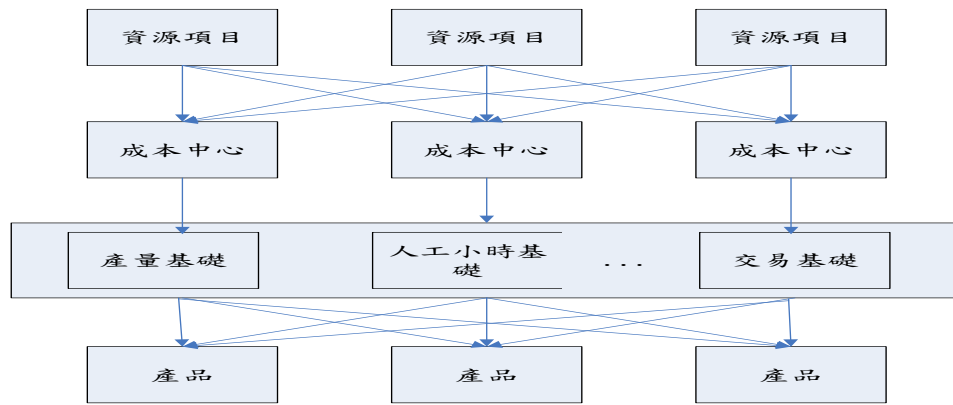 資源項目
資源項目
資源項目
成本中心
成本中心
成本中心
產量基礎
人工小時基
礎
...
交易基礎
產品
產品
產品